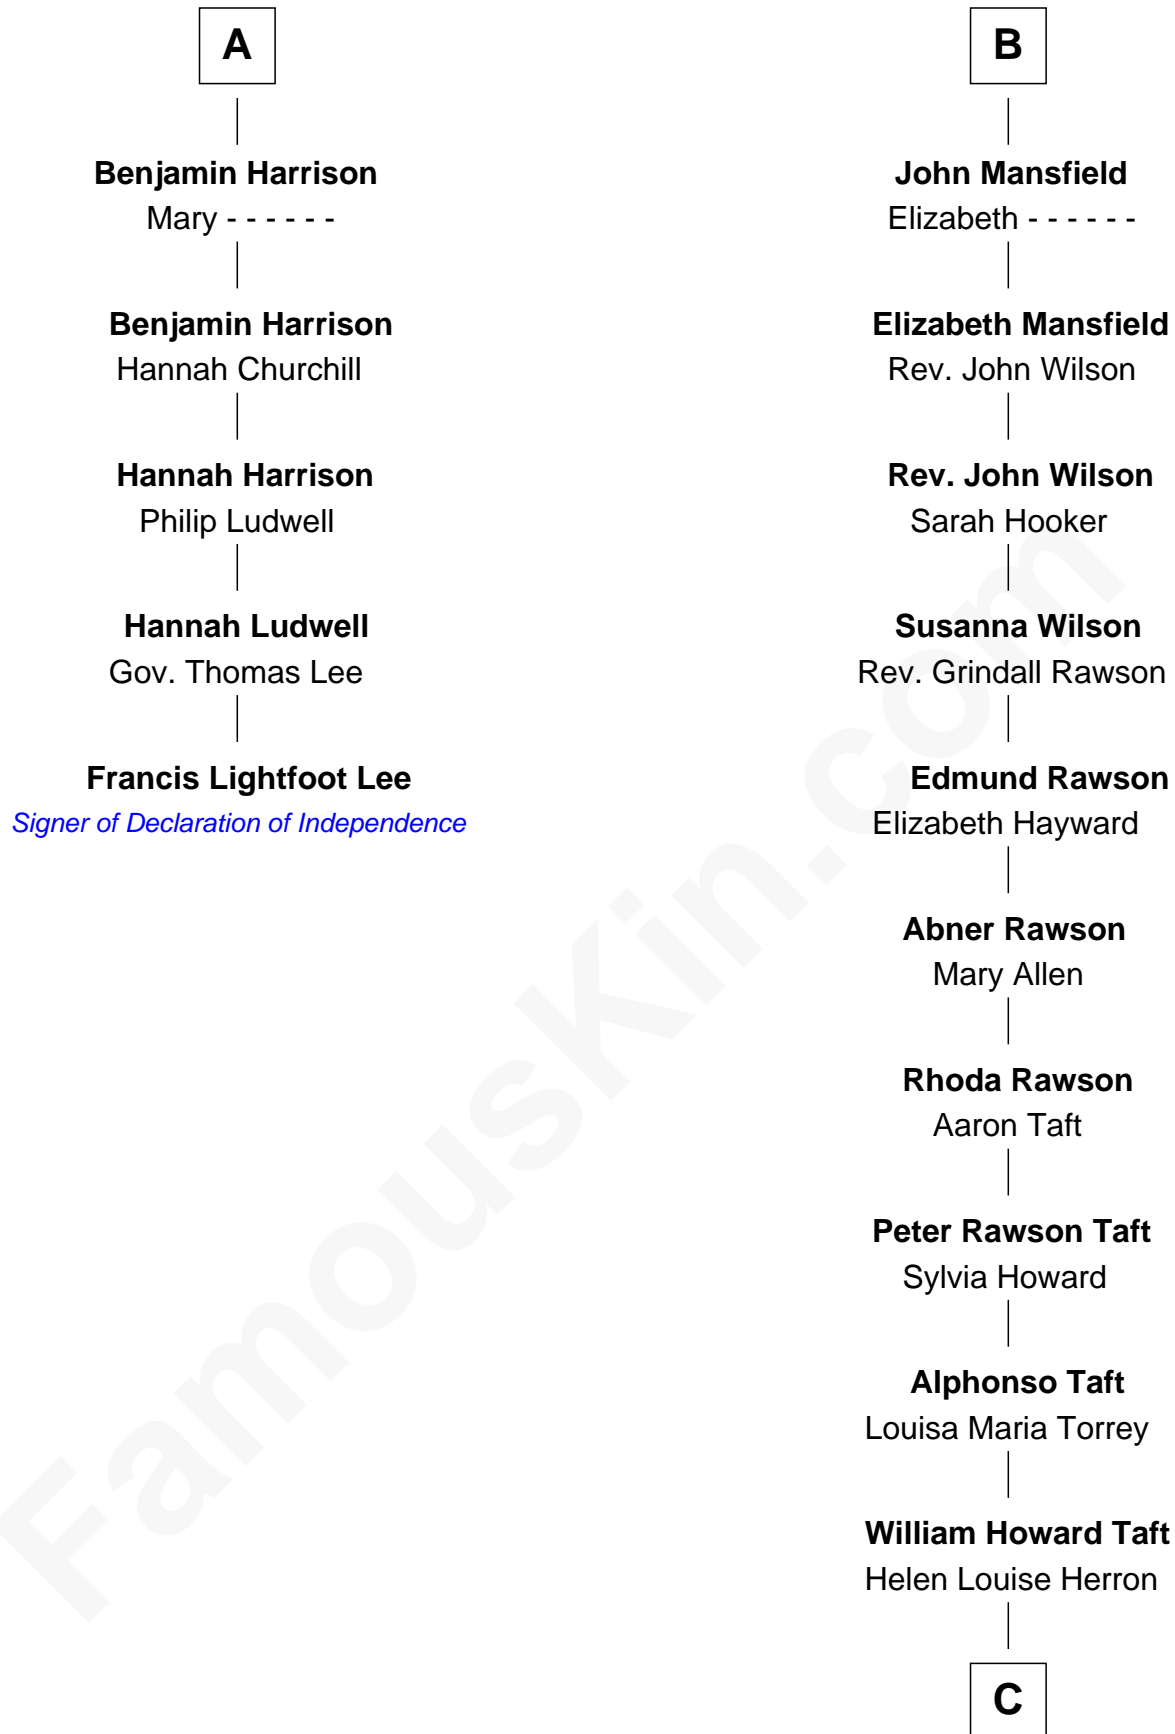 A
Benjamin Harrison
Mary - - - - - -
Benjamin Harrison
Hannah Churchill
Hannah Harrison
Philip Ludwell
Hannah Ludwell
Gov. Thomas Lee
Francis Lightfoot Lee
Signer of Declaration of Independence
B
John Mansfield
Elizabeth - - - - - -
Elizabeth Mansfield
Rev. John Wilson
Rev. John Wilson
Sarah Hooker
Susanna Wilson
Rev. Grindall Rawson
Edmund Rawson
Elizabeth Hayward
Abner Rawson
Mary Allen
Rhoda Rawson
Aaron Taft
Peter Rawson Taft
Sylvia Howard
Alphonso Taft
Louisa Maria Torrey
William Howard Taft
Helen Louise Herron
C
FamousKin.com